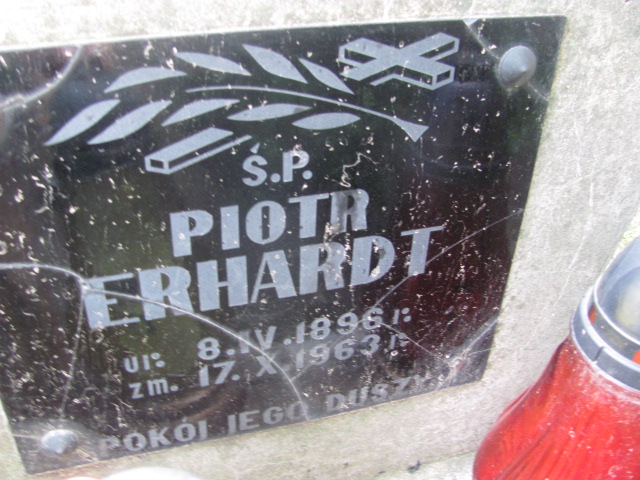 Ś.P.
PIOTR
ERHARDT
ur: 8.IV.1896 r:
zm. 17.X.1963 r:
POKÓJ JEGO DUSZY